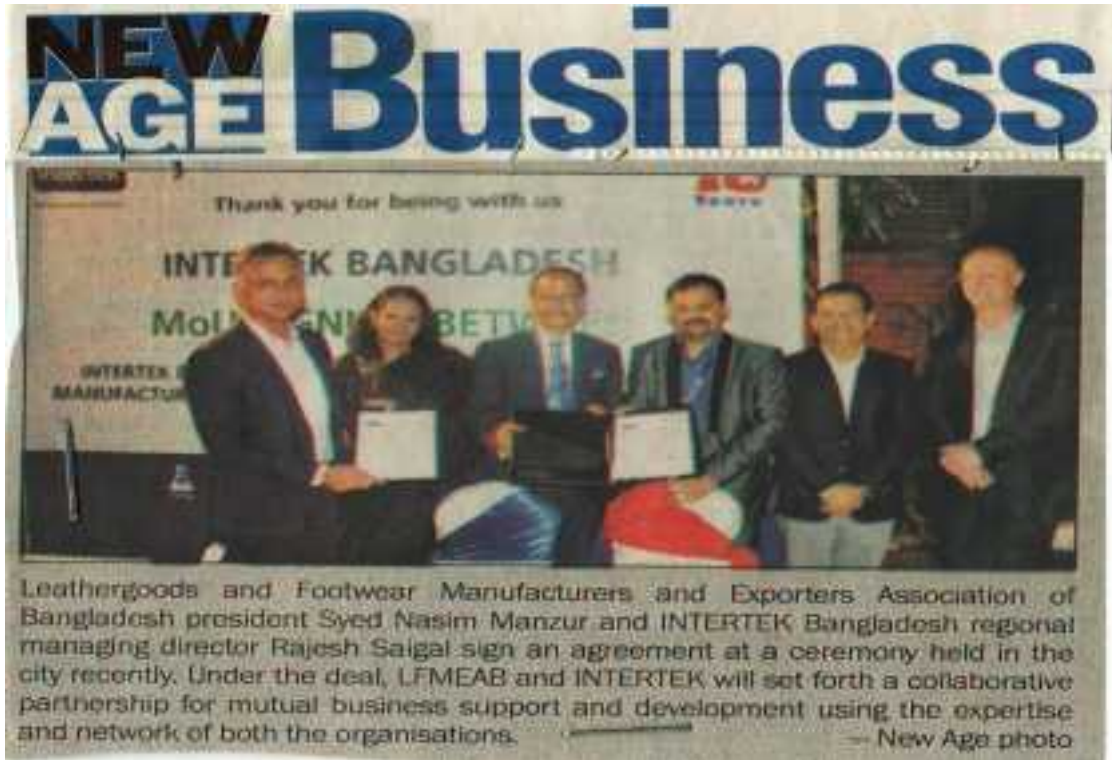 NEW AGE Business
Thank you for being with us
INTERTEK BANGLADESH
MoU
INTERTEK
Leathergoods and Footwear Manufacturers and Exporters Association of
Bangladesh president Syed Nasim Manzur and INTERTEK Bangladesh regional
managing director Rajesh Saigal sign an agreement at a ceremony held in the
city recently. Under the deal, LFMEAB and INTERTEK will set forth a collaborative
partnership for mutual business support and development using the expertise
and network of both the organisations. — New Age photo